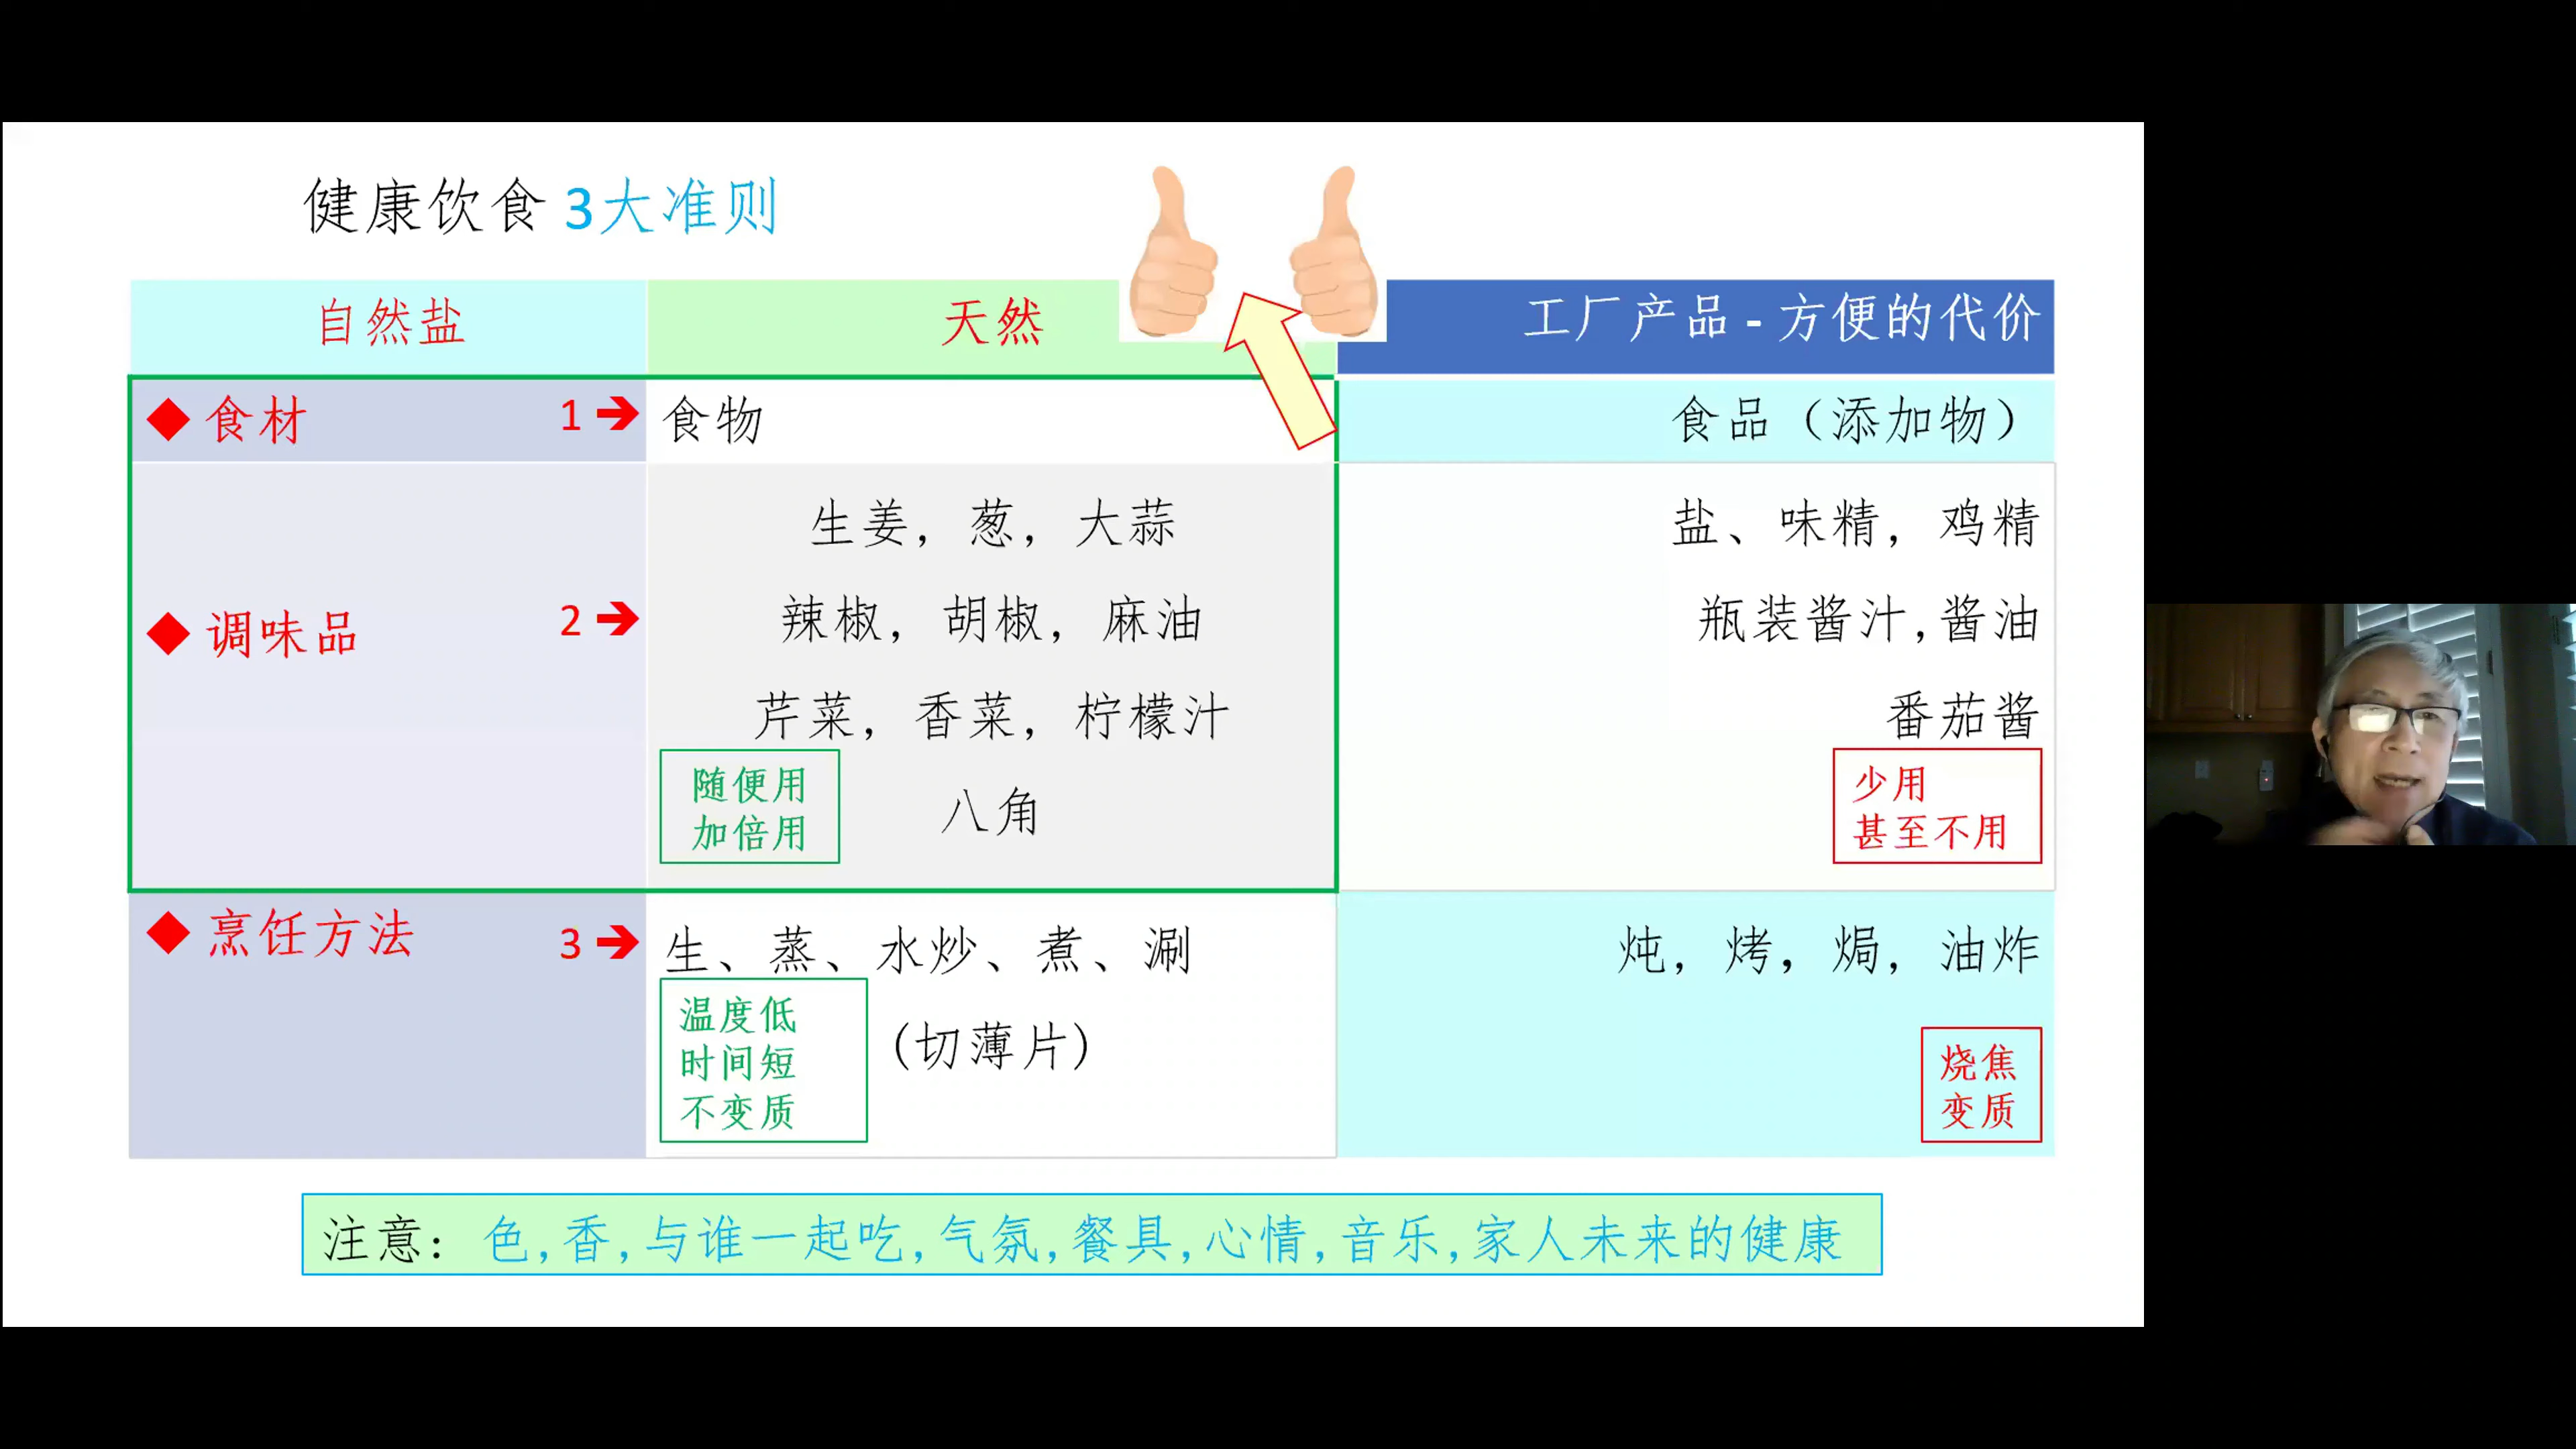 健康饮食 3大准则
自然盐
天然
工厂产品 - 方便的代价
◆ 食材 1 →
食物
食品（添加物）
◆ 调味品 2 →
生姜, 葱, 大蒜
辣椒, 胡椒, 麻油
芹菜, 香菜, 柠檬汁
八角
随便用
加倍用
盐、味精, 鸡精
瓶装酱汁,酱油
番茄酱
少用
甚至不用
◆ 烹饪方法 3 →
生、蒸、水炒、煮、涮
(切薄片)
温度低
时间短
不变质
炖, 烤, 焗, 油炸
烧焦
变质
注意: 色,香,与谁一起吃,气氛,餐具,心情,音乐,家人未来的健康